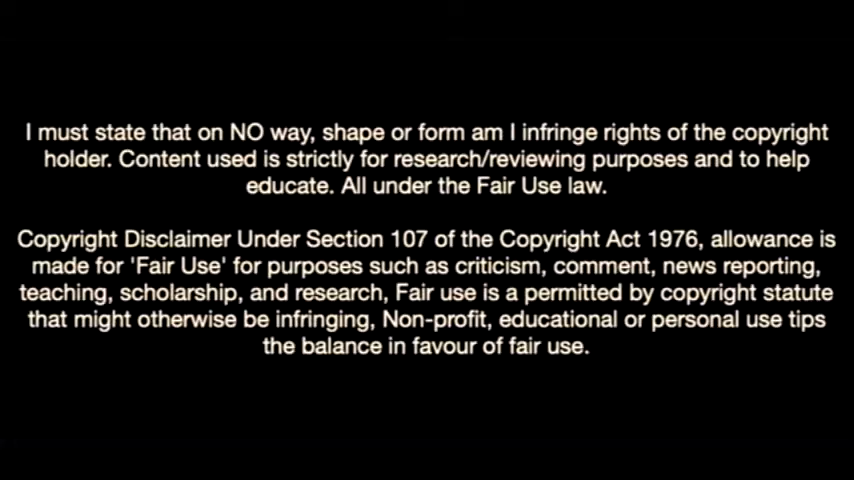 I must state that on NO way, shape or form am I infringe rights of the copyright
holder. Content used is strictly for research/reviewing purposes and to help
educate. All under the Fair Use law.
Copyright Disclaimer Under Section 107 of the Copyright Act 1976, allowance is
made for 'Fair Use' for purposes such as criticism, comment, news reporting,
teaching, scholarship, and research, Fair use is a permitted by copyright statute
that might otherwise be infringing, Non-profit, educational or personal use tips
the balance in favour of fair use.